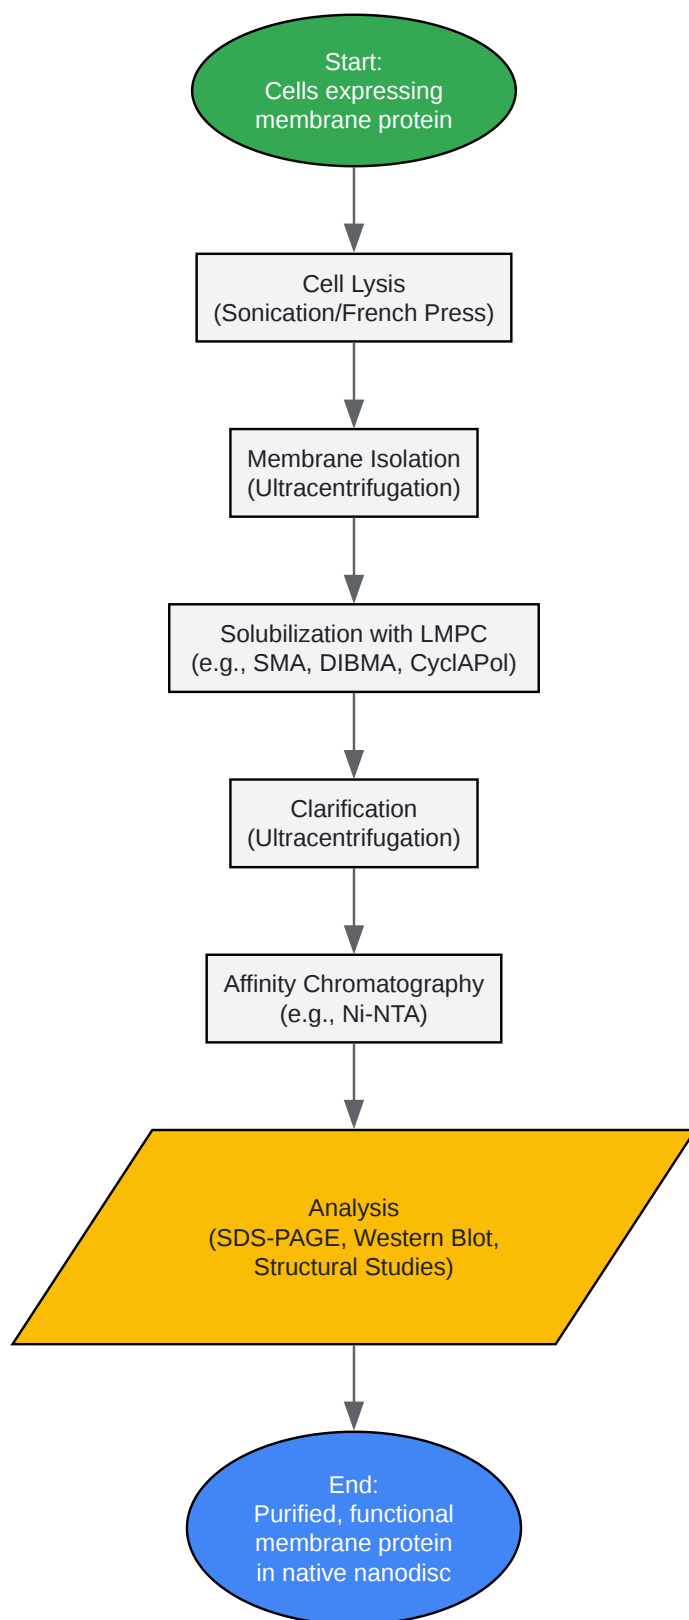 Start:
Cells expressing
membrane protein
Cell Lysis
(Sonication/French Press)
Membrane Isolation
(Ultracentrifugation)
Solubilization with LMPC
(e.g., SMA, DIBMA, CyclAPol)
Clarification
(Ultracentrifugation)
Affinity Chromatography
(e.g., Ni-NTA)
Analysis
(SDS-PAGE, Western Blot,
Structural Studies)
End:
Purified, functional
membrane protein
in native nanodisc